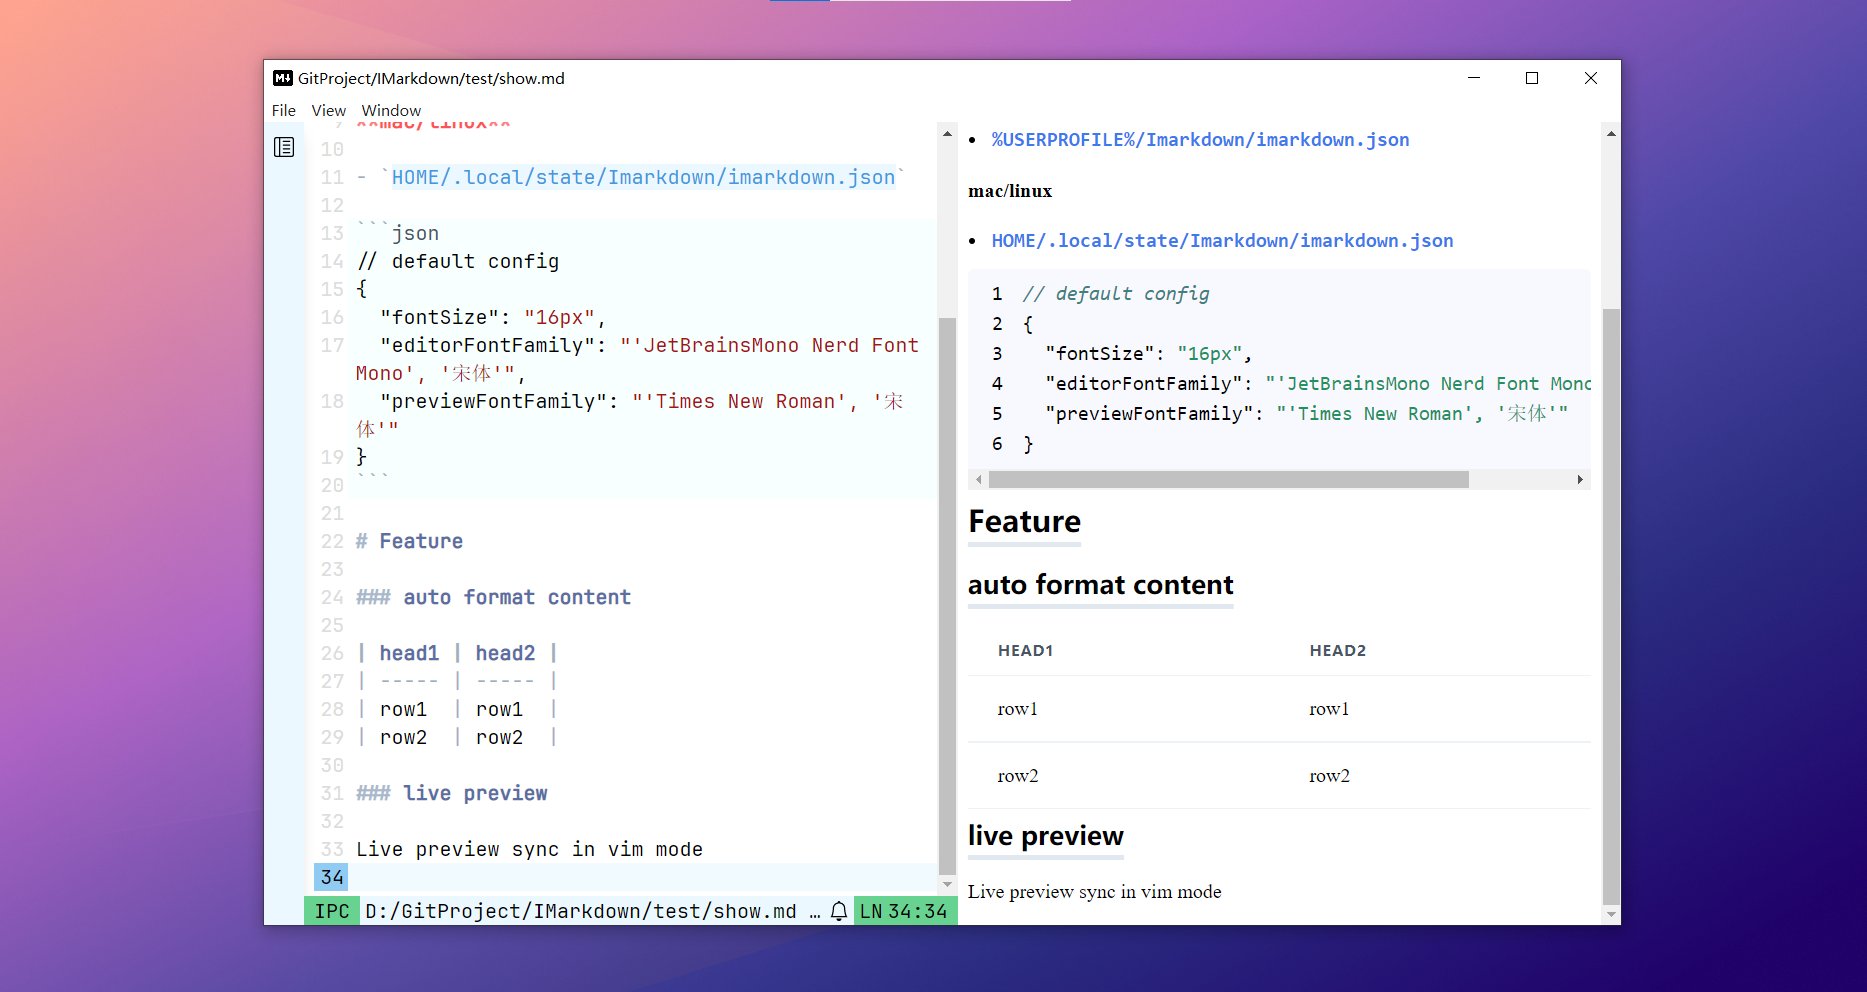 GitProject/IMarkdown/test/show.md
File View Window
9 **mac/linux**
10
11 - `HOME/.local/state/Imarkdown/imarkdown.json`
12
13 ```json
14 // default config
15 {
16 "fontSize": "16px",
17 "editorFontFamily": "'JetBrainsMono Nerd Font
Mono', '宋体'",
18 "previewFontFamily": "'Times New Roman', '宋
体'"
19 }
20 ```
21
22 # Feature
23
24 ### auto format content
25
26 | head1 | head2 |
27 | ----- | ----- |
28 | row1 | row1 |
29 | row2 | row2 |
30
31 ### live preview
32
33 Live preview sync in vim mode
34
IPC D:/GitProject/IMarkdown/test/show.md … LN 34:34
• %USERPROFILE%/Imarkdown/imarkdown.json
mac/linux
• HOME/.local/state/Imarkdown/imarkdown.json
1 // default config
2 {
3 "fontSize": "16px",
4 "editorFontFamily": "'JetBrainsMono Nerd Font Mono
5 "previewFontFamily": "'Times New Roman', '宋体'"
6 }
Feature
auto format content
HEAD1 HEAD2
row1 row1
row2 row2
live preview
Live preview sync in vim mode